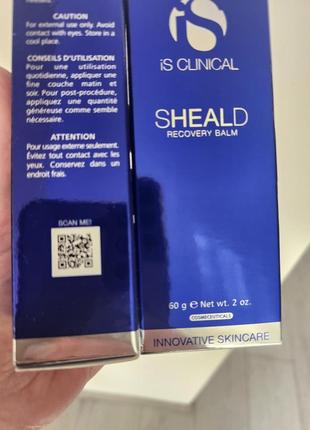 needed.
CAUTION
For external use only. Avoid
contact with eyes. Store in a
cool place.
CONSEILS D'UTILISATION
Pour une utilisation
quotidienne, appliquer une
fine couche matin et
soir. Pour post-procédure,
appliquez une quantité
généreuse comme semble
nécessaire.
ATTENTION
Pour usage externe seulement.
Évitez tout contact avec les
yeux. Conservez dans un
endroit frais.
SCAN ME!
iS
iS CLINICAL
SHEALD
RECOVERY BALM
60 g e Net wt. 2 oz.
COSMECEUTICALS
INNOVATIVE SKINCARE